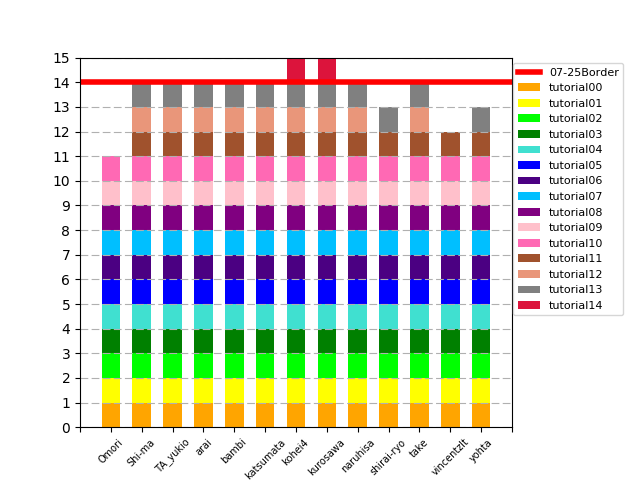 15
14
13
12
11
10
9
8
7
6
5
4
3
2
1
0
Omori
Shi-ma
TA_yukio
arai
bambi
katsumata
kohei4
kurosawa
naruhisa
shirai-ryo
take
vincentzlt
yohta
07-25Border
tutorial00
tutorial01
tutorial02
tutorial03
tutorial04
tutorial05
tutorial06
tutorial07
tutorial08
tutorial09
tutorial10
tutorial11
tutorial12
tutorial13
tutorial14